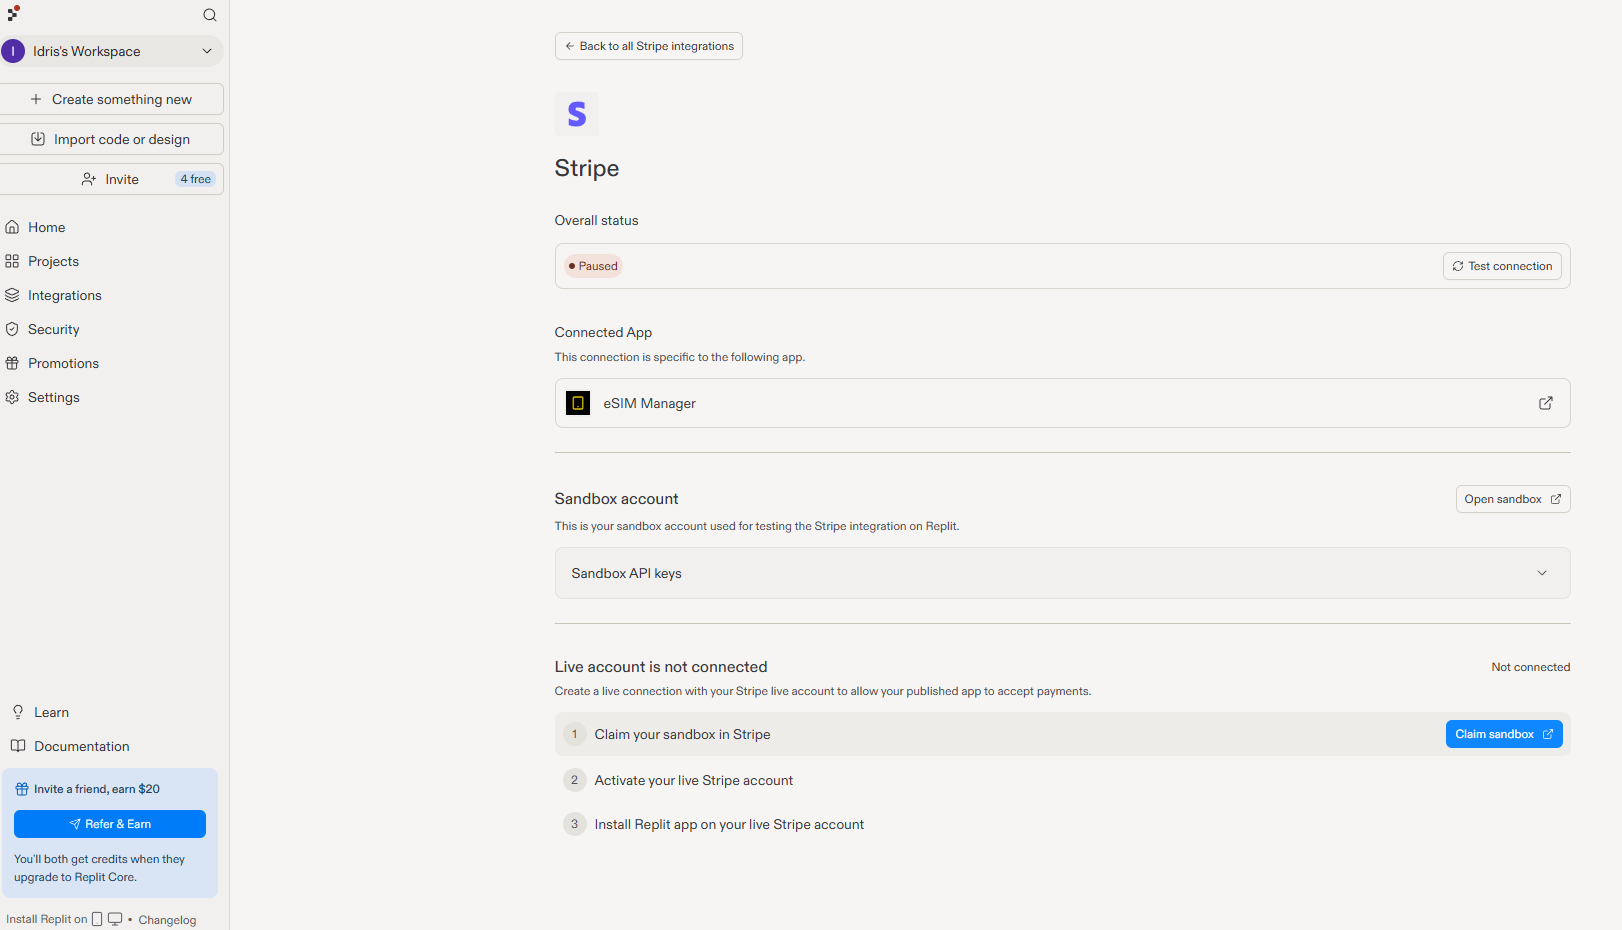 Idris's Workspace
Create something new
Import code or design
Invite
4 free
Home
Projects
Integrations
Security
Promotions
Settings
Learn
Documentation
Invite a friend, earn $20
Refer & Earn
You'll both get credits when they
upgrade to Replit Core.
Install Replit on • Changelog
Back to all Stripe integrations
S
Stripe
Overall status
Paused
Test connection
Connected App
This connection is specific to the following app.
eSIM Manager
Sandbox account
Open sandbox
This is your sandbox account used for testing the Stripe integration on Replit.
Sandbox API keys
Live account is not connected
Not connected
Create a live connection with your Stripe live account to allow your published app to accept payments.
1 Claim your sandbox in Stripe
Claim sandbox
2 Activate your live Stripe account
3 Install Replit app on your live Stripe account